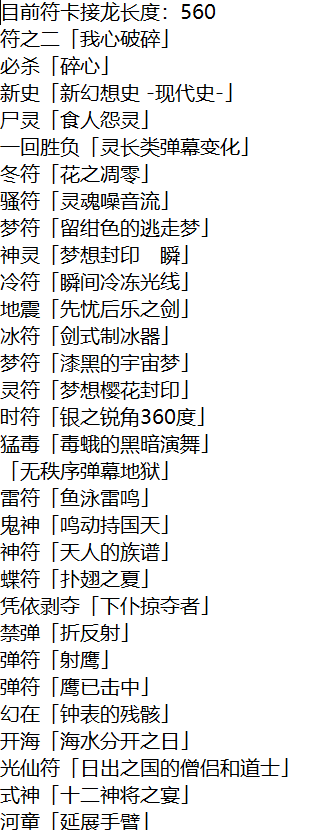 目前符卡接龙长度：560
符之二「我心破碎」
必杀「碎心」
新史「新幻想史 -现代史-」
尸灵「食人怨灵」
一回胜负「灵长类弹幕变化」
冬符「花之凋零」
骚符「灵魂噪音流」
梦符「留绀色的逃走梦」
神灵「梦想封印　瞬」
冷符「瞬间冷冻光线」
地震「先忧后乐之剑」
冰符「剑式制冰器」
梦符「漆黑的宇宙梦」
灵符「梦想樱花封印」
时符「银之锐角360度」
猛毒「毒蛾的黑暗演舞」
「无秩序弹幕地狱」
雷符「鱼泳雷鸣」
鬼神「鸣动持国天」
神符「天人的族谱」
蝶符「扑翅之夏」
凭依剥夺「下仆掠夺者」
禁弹「折反射」
弹符「射鹰」
弹符「鹰已击中」
幻在「钟表的残骸」
开海「海水分开之日」
光仙符「日出之国的僧侣和道士」
式神「十二神将之宴」
河童「延展手臂」